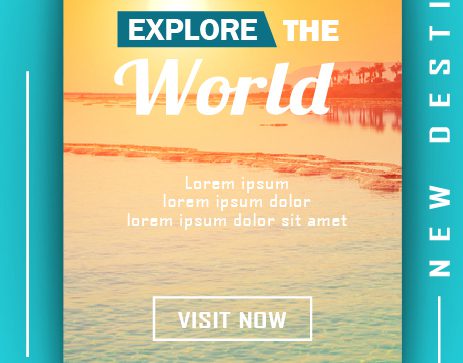 EXPLORE THE
World
Lorem ipsum
lorem ipsum dolor
lorem ipsum dolor sit amet
VISIT NOW
NEW DESTI